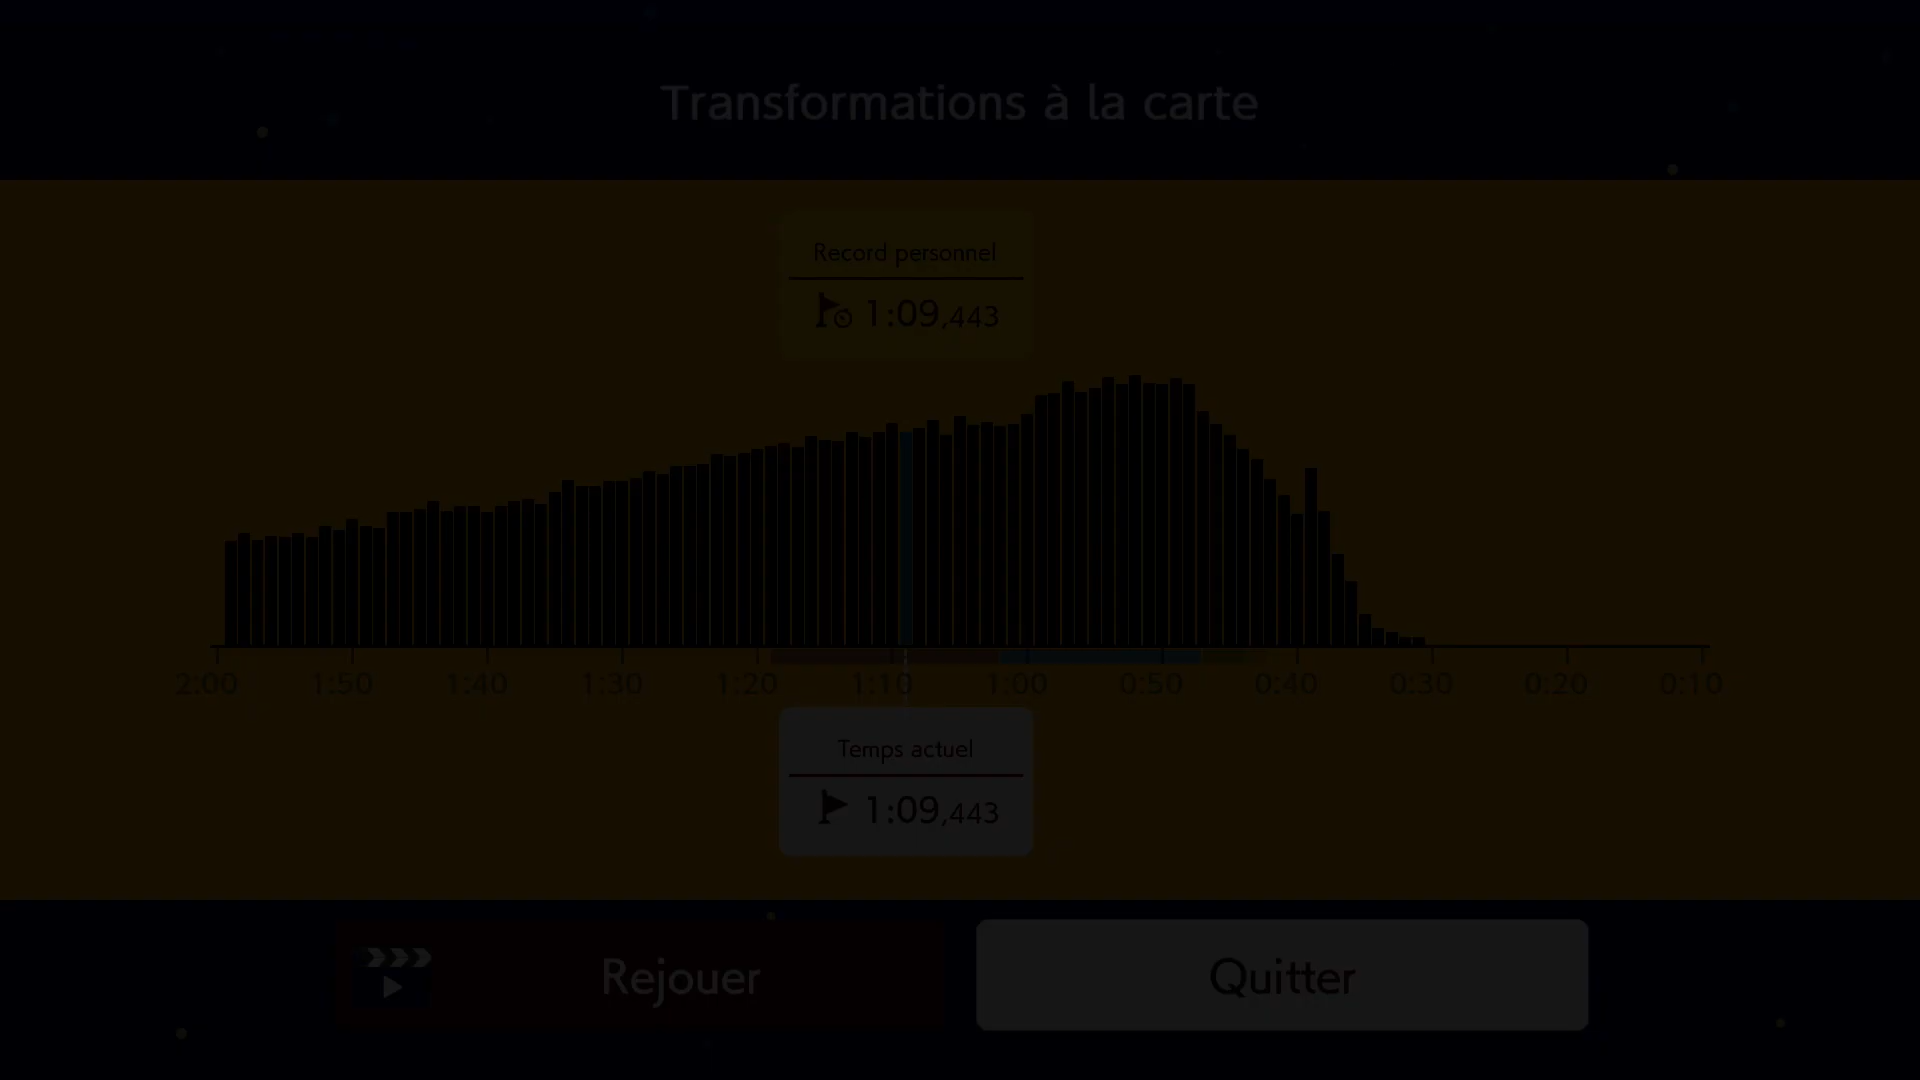 Transformations à la carte
Record personnel
1:09,443
2:00 1:50 1:40 1:30 1:20 1:10 1:00 0:50 0:40 0:30 0:20 0:10
Temps actuel
1:09,443
Rejouer
Quitter